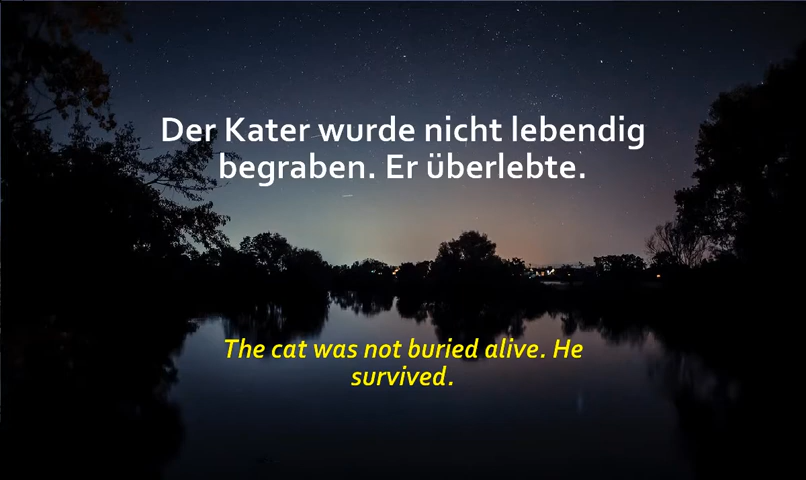 Der Kater wurde nicht lebendig
begraben. Er überlebte.
The cat was not buried alive. He
survived.